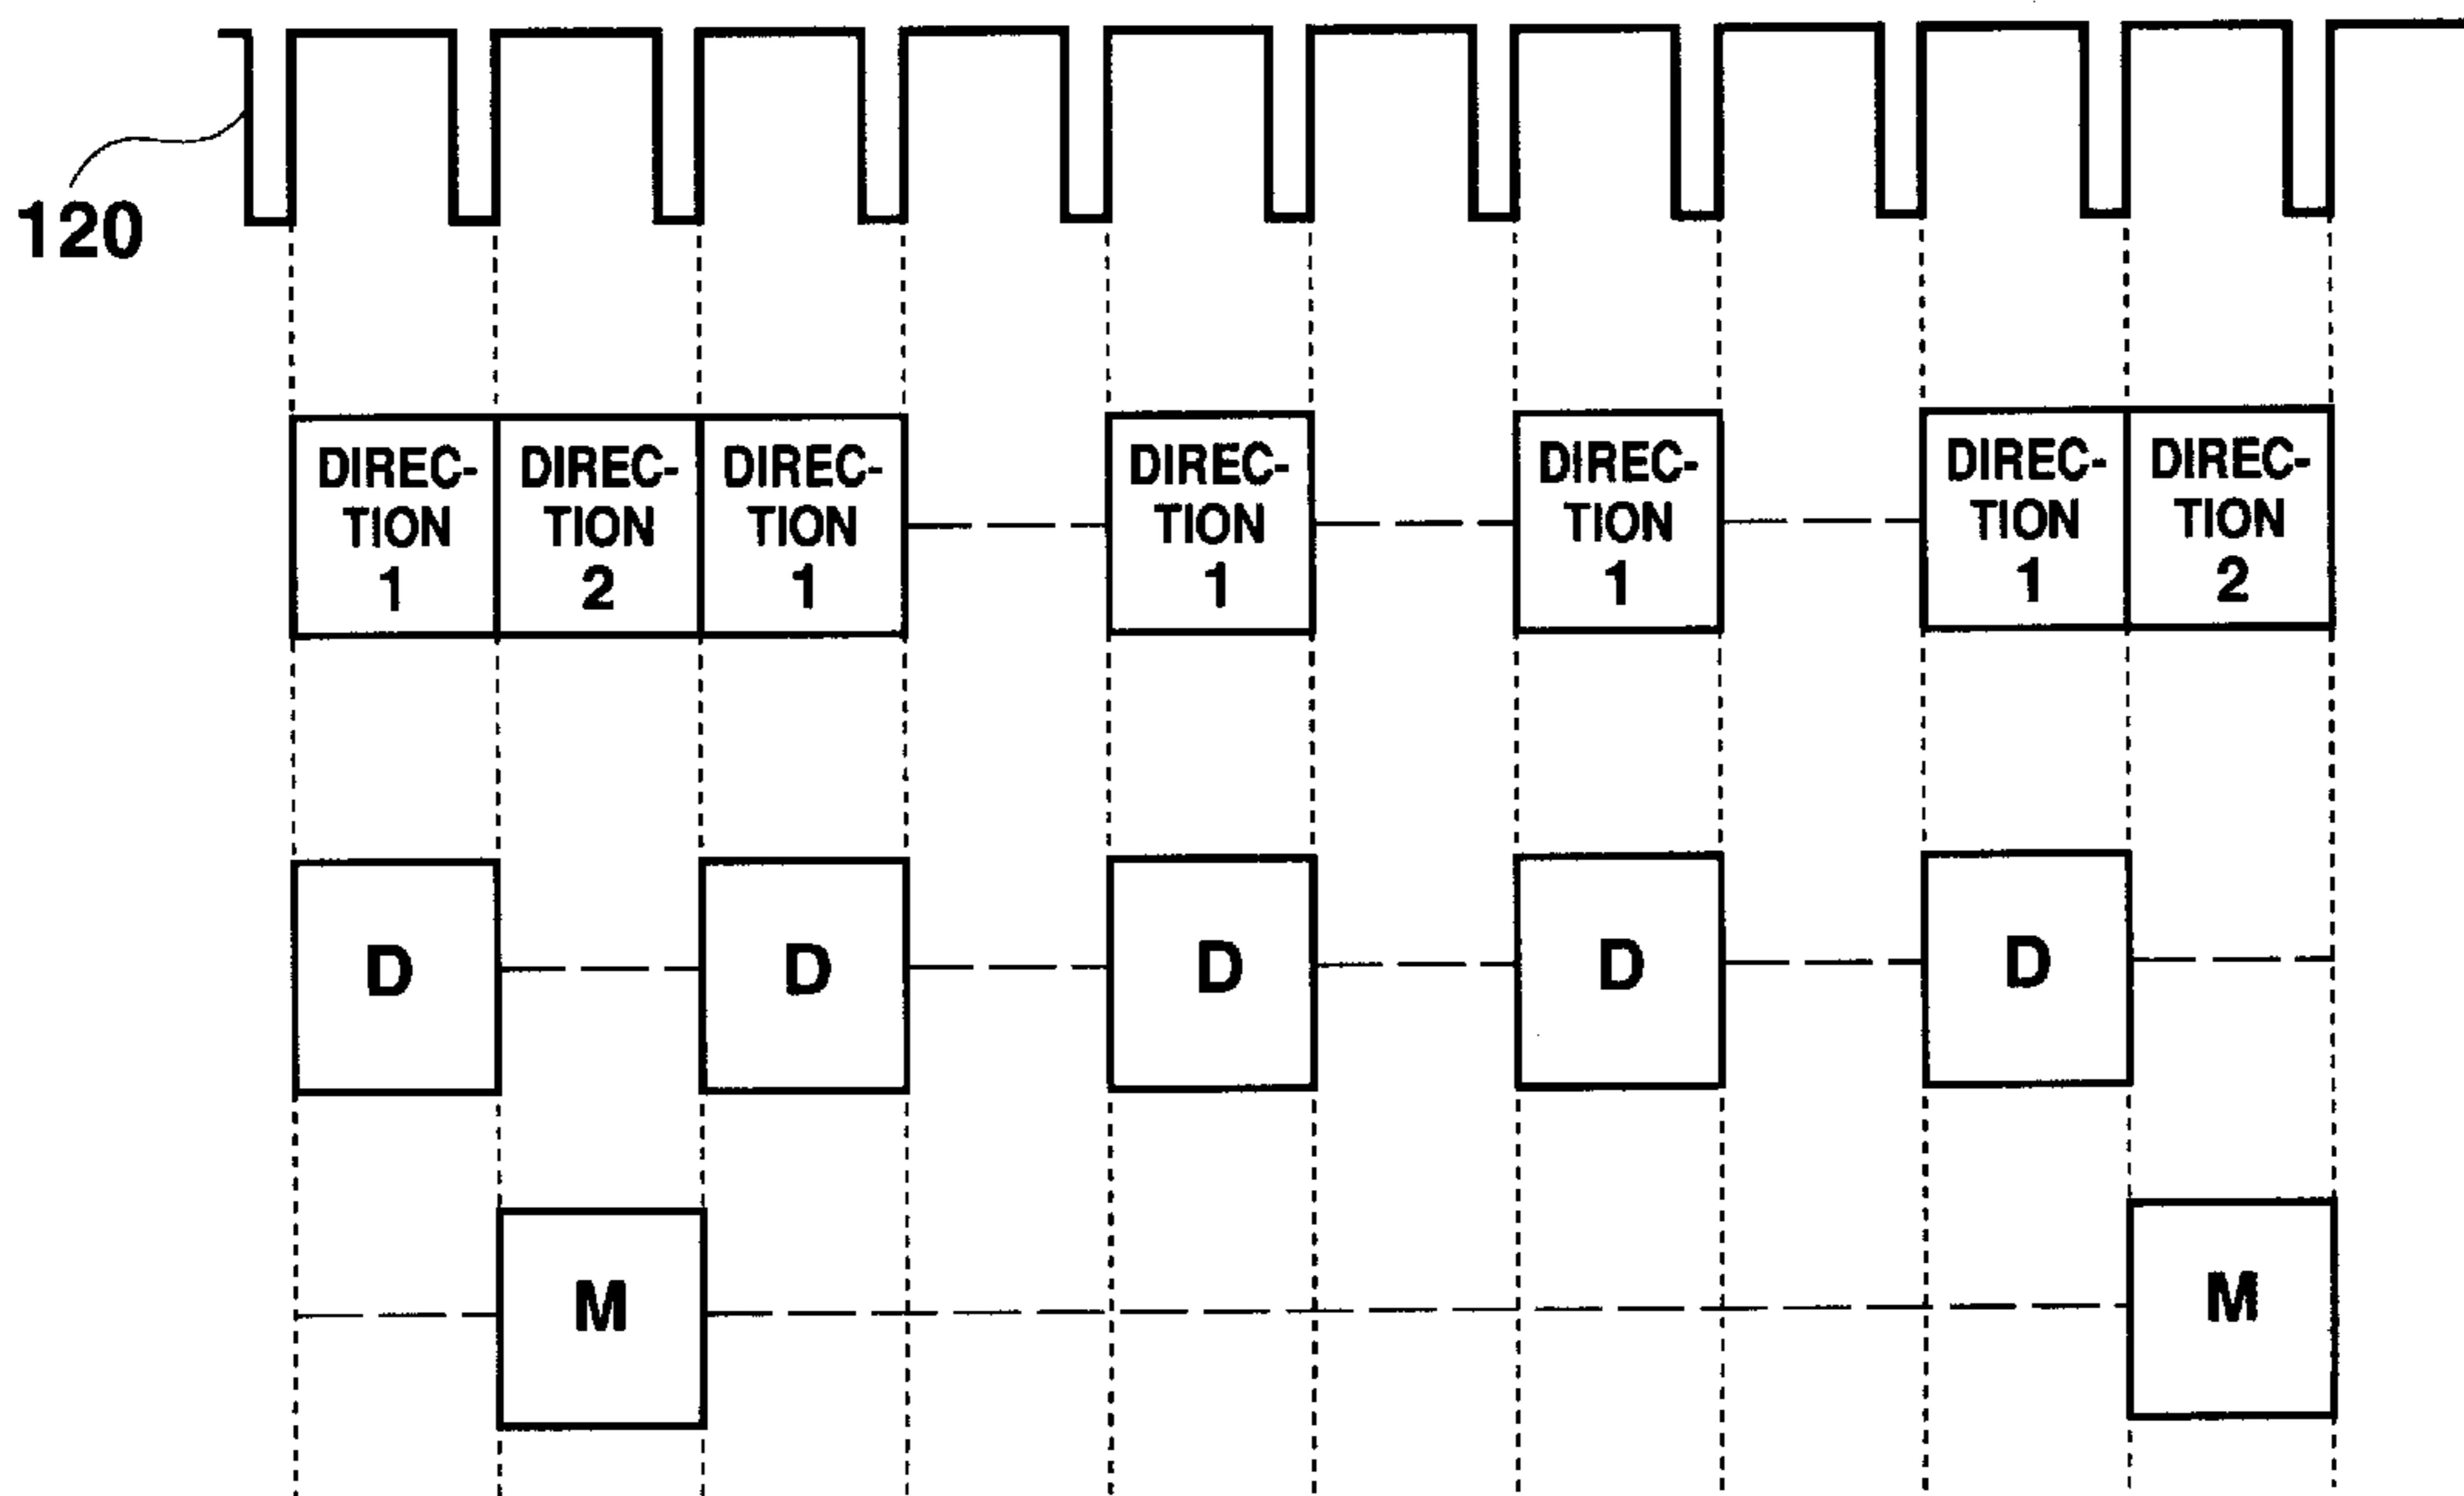 120
DIREC-
TION
1
DIREC-
TION
2
DIREC-
TION
1
DIREC-
TION
1
DIREC-
TION
1
DIREC-
TION
1
DIREC-
TION
2
D
D
D
D
D
M
M